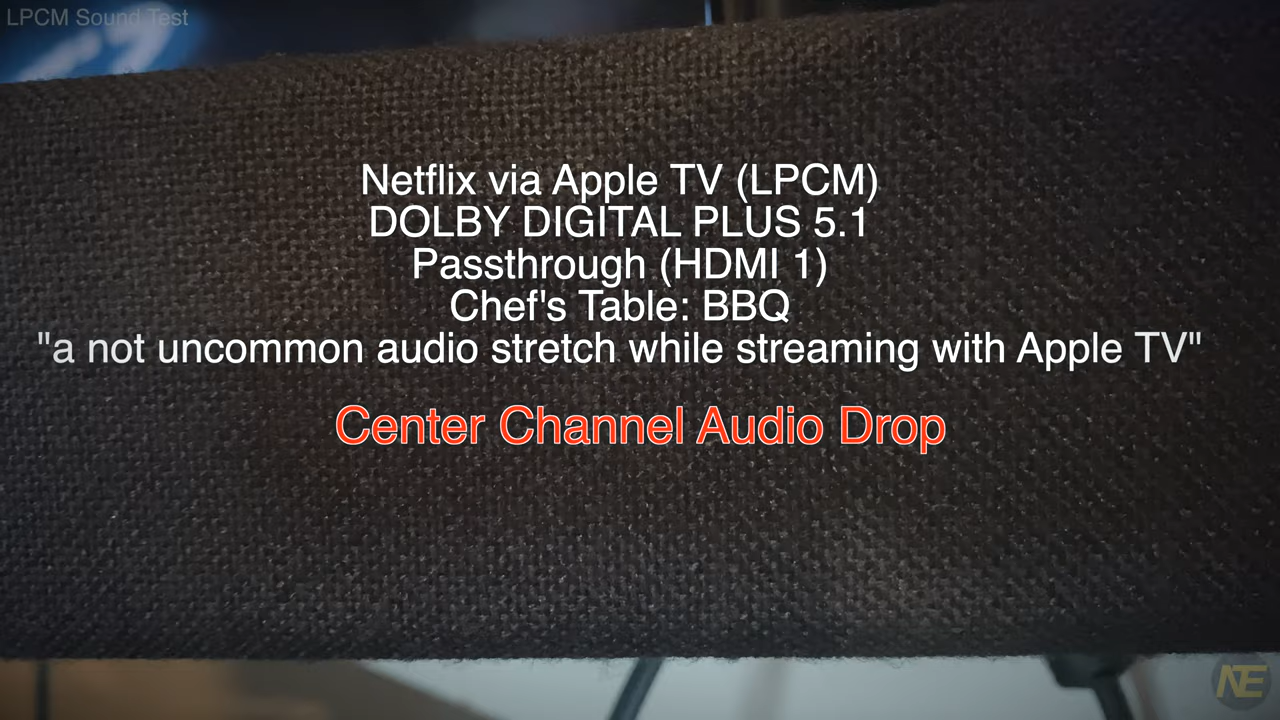 LPCM Sound Test
Netflix via Apple TV (LPCM)
DOLBY DIGITAL PLUS 5.1
Passthrough (HDMI 1)
Chef's Table: BBQ
"a not uncommon audio stretch while streaming with Apple TV"
Center Channel Audio Drop
NE